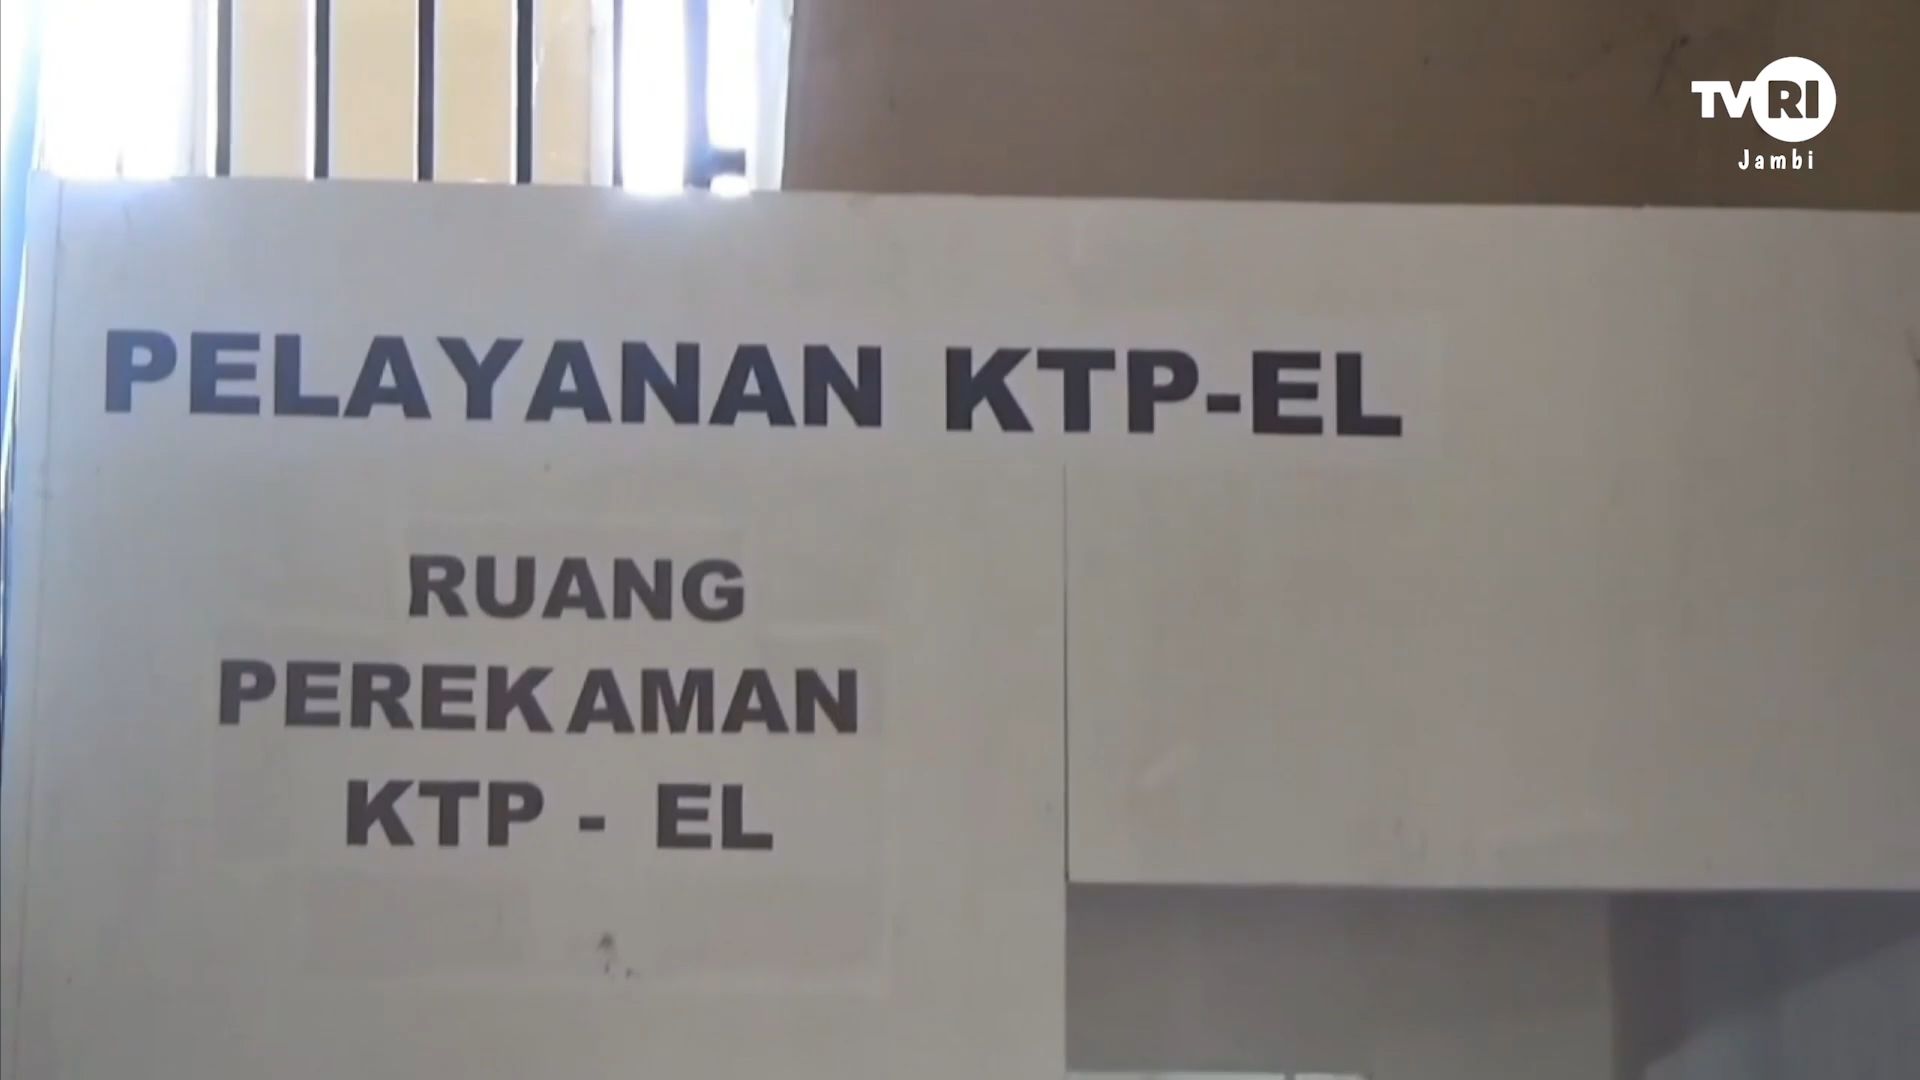 TVRI
Jambi
PELAYANAN KTP-EL
RUANG
PEREKAMAN
KTP - EL